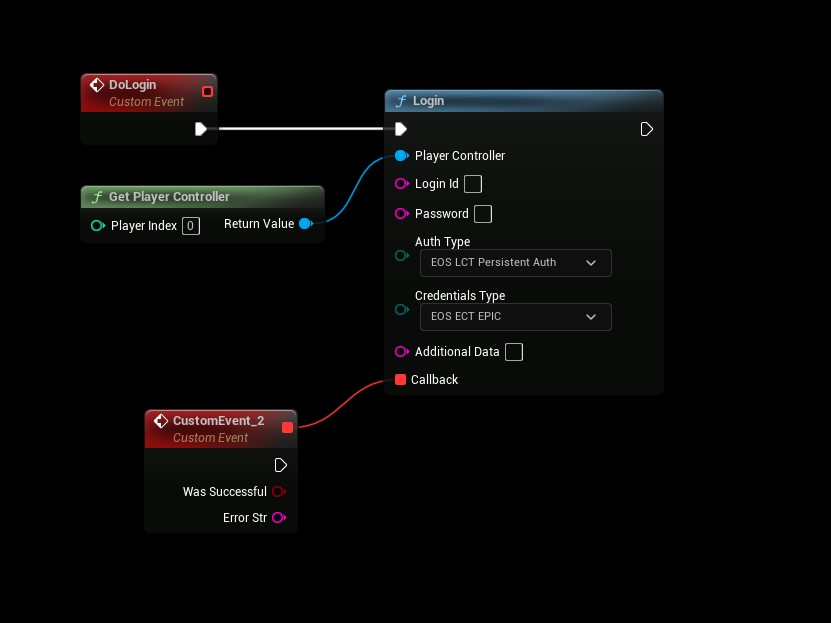 DoLogin
Custom Event
f Login
Player Controller
f Get Player Controller
Login Id
Player Index 0 Return Value
Password
Auth Type
EOS LCT Persistent Auth
Credentials Type
EOS ECT EPIC
Additional Data
Callback
CustomEvent_2
Custom Event
Was Successful
Error Str